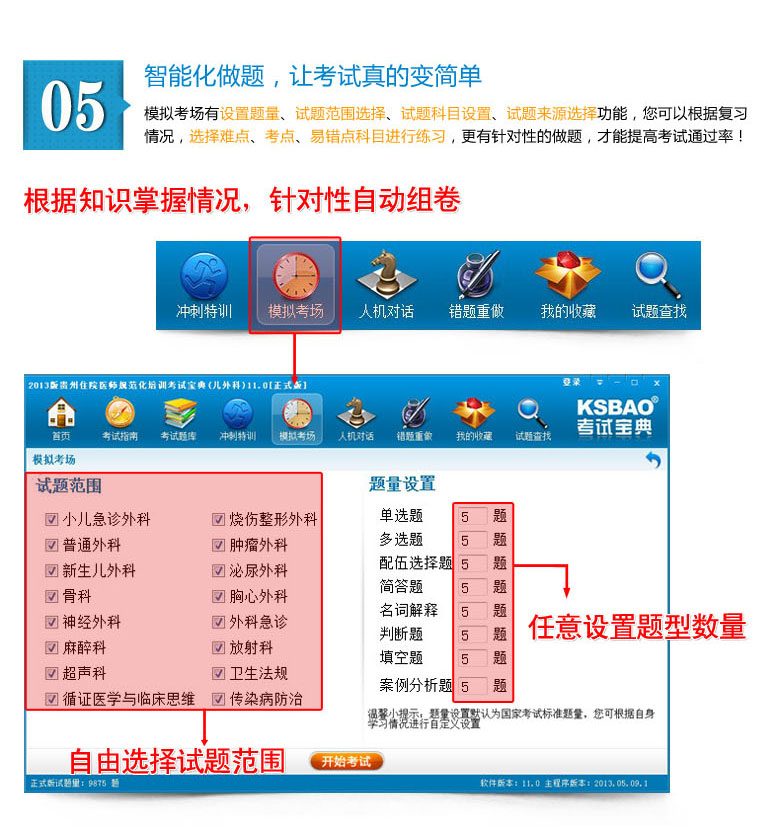 05
智能化做题，让考试真的变简单
模拟考场有设置题量、试题范围选择、试题科目设置、试题来源选择功能，您可以根据复习
情况，选择难点、考点、易错点科目进行练习，更有针对性的做题，才能提高考试通过率！
根据知识掌握情况，针对性自动组卷
冲刺特训 模拟考场 人机对话 错题重做 我的收藏 试题查找
2013版贵州住院医师规范化培训考试宝典(儿外科)11.0[正式版] 登录
首页 考试指南 考试题库 冲刺特训 模拟考场 人机对话 错题重做 我的收藏 试题查找
KSBAO®
考试宝典
模拟考场
试题范围
小儿急诊外科 烧伤整形外科
普通外科 肿瘤外科
新生儿外科 泌尿外科
骨科 胸心外科
神经外科 外科急诊
麻醉科 放射科
超声科 卫生法规
循证医学与临床思维 传染病防治
题量设置
单选题 5 题
多选题 5 题
配伍选择题 5 题
简答题 5 题
名词解释 5 题
判断题 5 题
填空题 5 题
案例分析题 5 题
任意设置题型数量
温馨小提示：题量设置默认为国家考试标准题量，您可根据自身
学习情况进行自定义设置
自由选择试题范围
开始考试
正式版试题量：9875 题 软件版本：11.0 主程序版本：2013.05.09.1